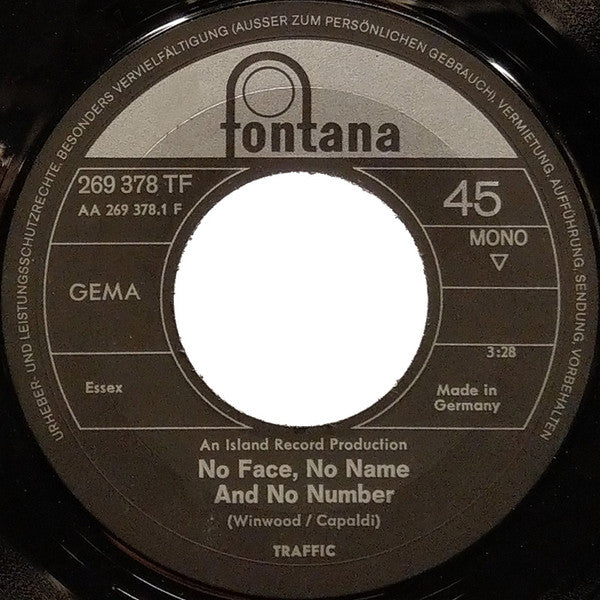 URHEBER- UND LEISTUNGSSCHUTZRECHTE, BESONDERS VERVIELFÄLTIGUNG (AUSSER ZUM PERSÖNLICHEN GEBRAUCH), VERMIETUNG, AUFFÜHRUNG, SENDUNG, VORBEHALTEN
fontana
269 378 TF
AA 269 378.1 F
45
MONO
GEMA
3:28
Essex
Made in
Germany
An Island Record Production
No Face, No Name
And No Number
(Winwood / Capaldi)
TRAFFIC